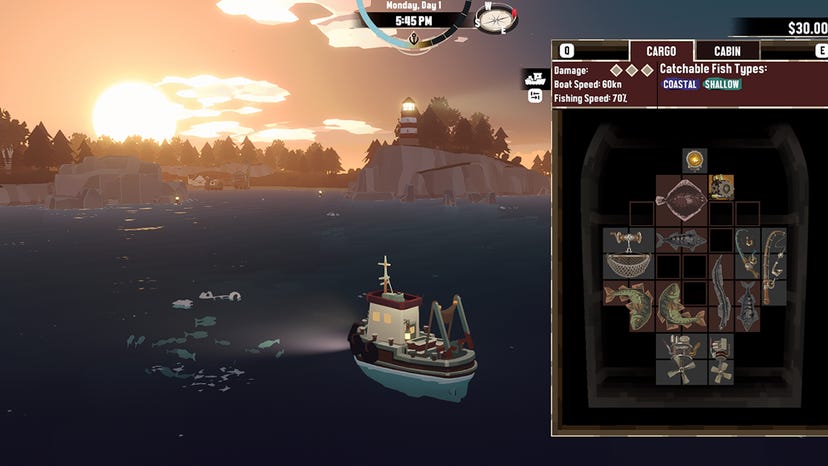 Monday, Day 1
5:45 PM
W
S
E
$30.00
Q
CARGO
CABIN
E
Damage:
Boat Speed: 60kn
Fishing Speed: 70%
Catchable Fish Types:
COASTAL SHALLOW